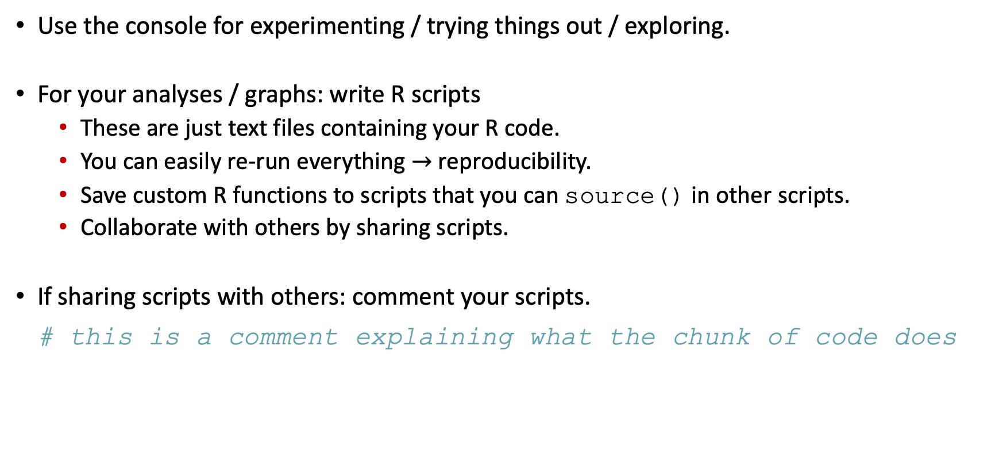 • Use the console for experimenting / trying things out / exploring.
• For your analyses / graphs: write R scripts
• These are just text files containing your R code.
• You can easily re-run everything → reproducibility.
• Save custom R functions to scripts that you can source() in other scripts.
• Collaborate with others by sharing scripts.
• If sharing scripts with others: comment your scripts.
# this is a comment explaining what the chunk of code does